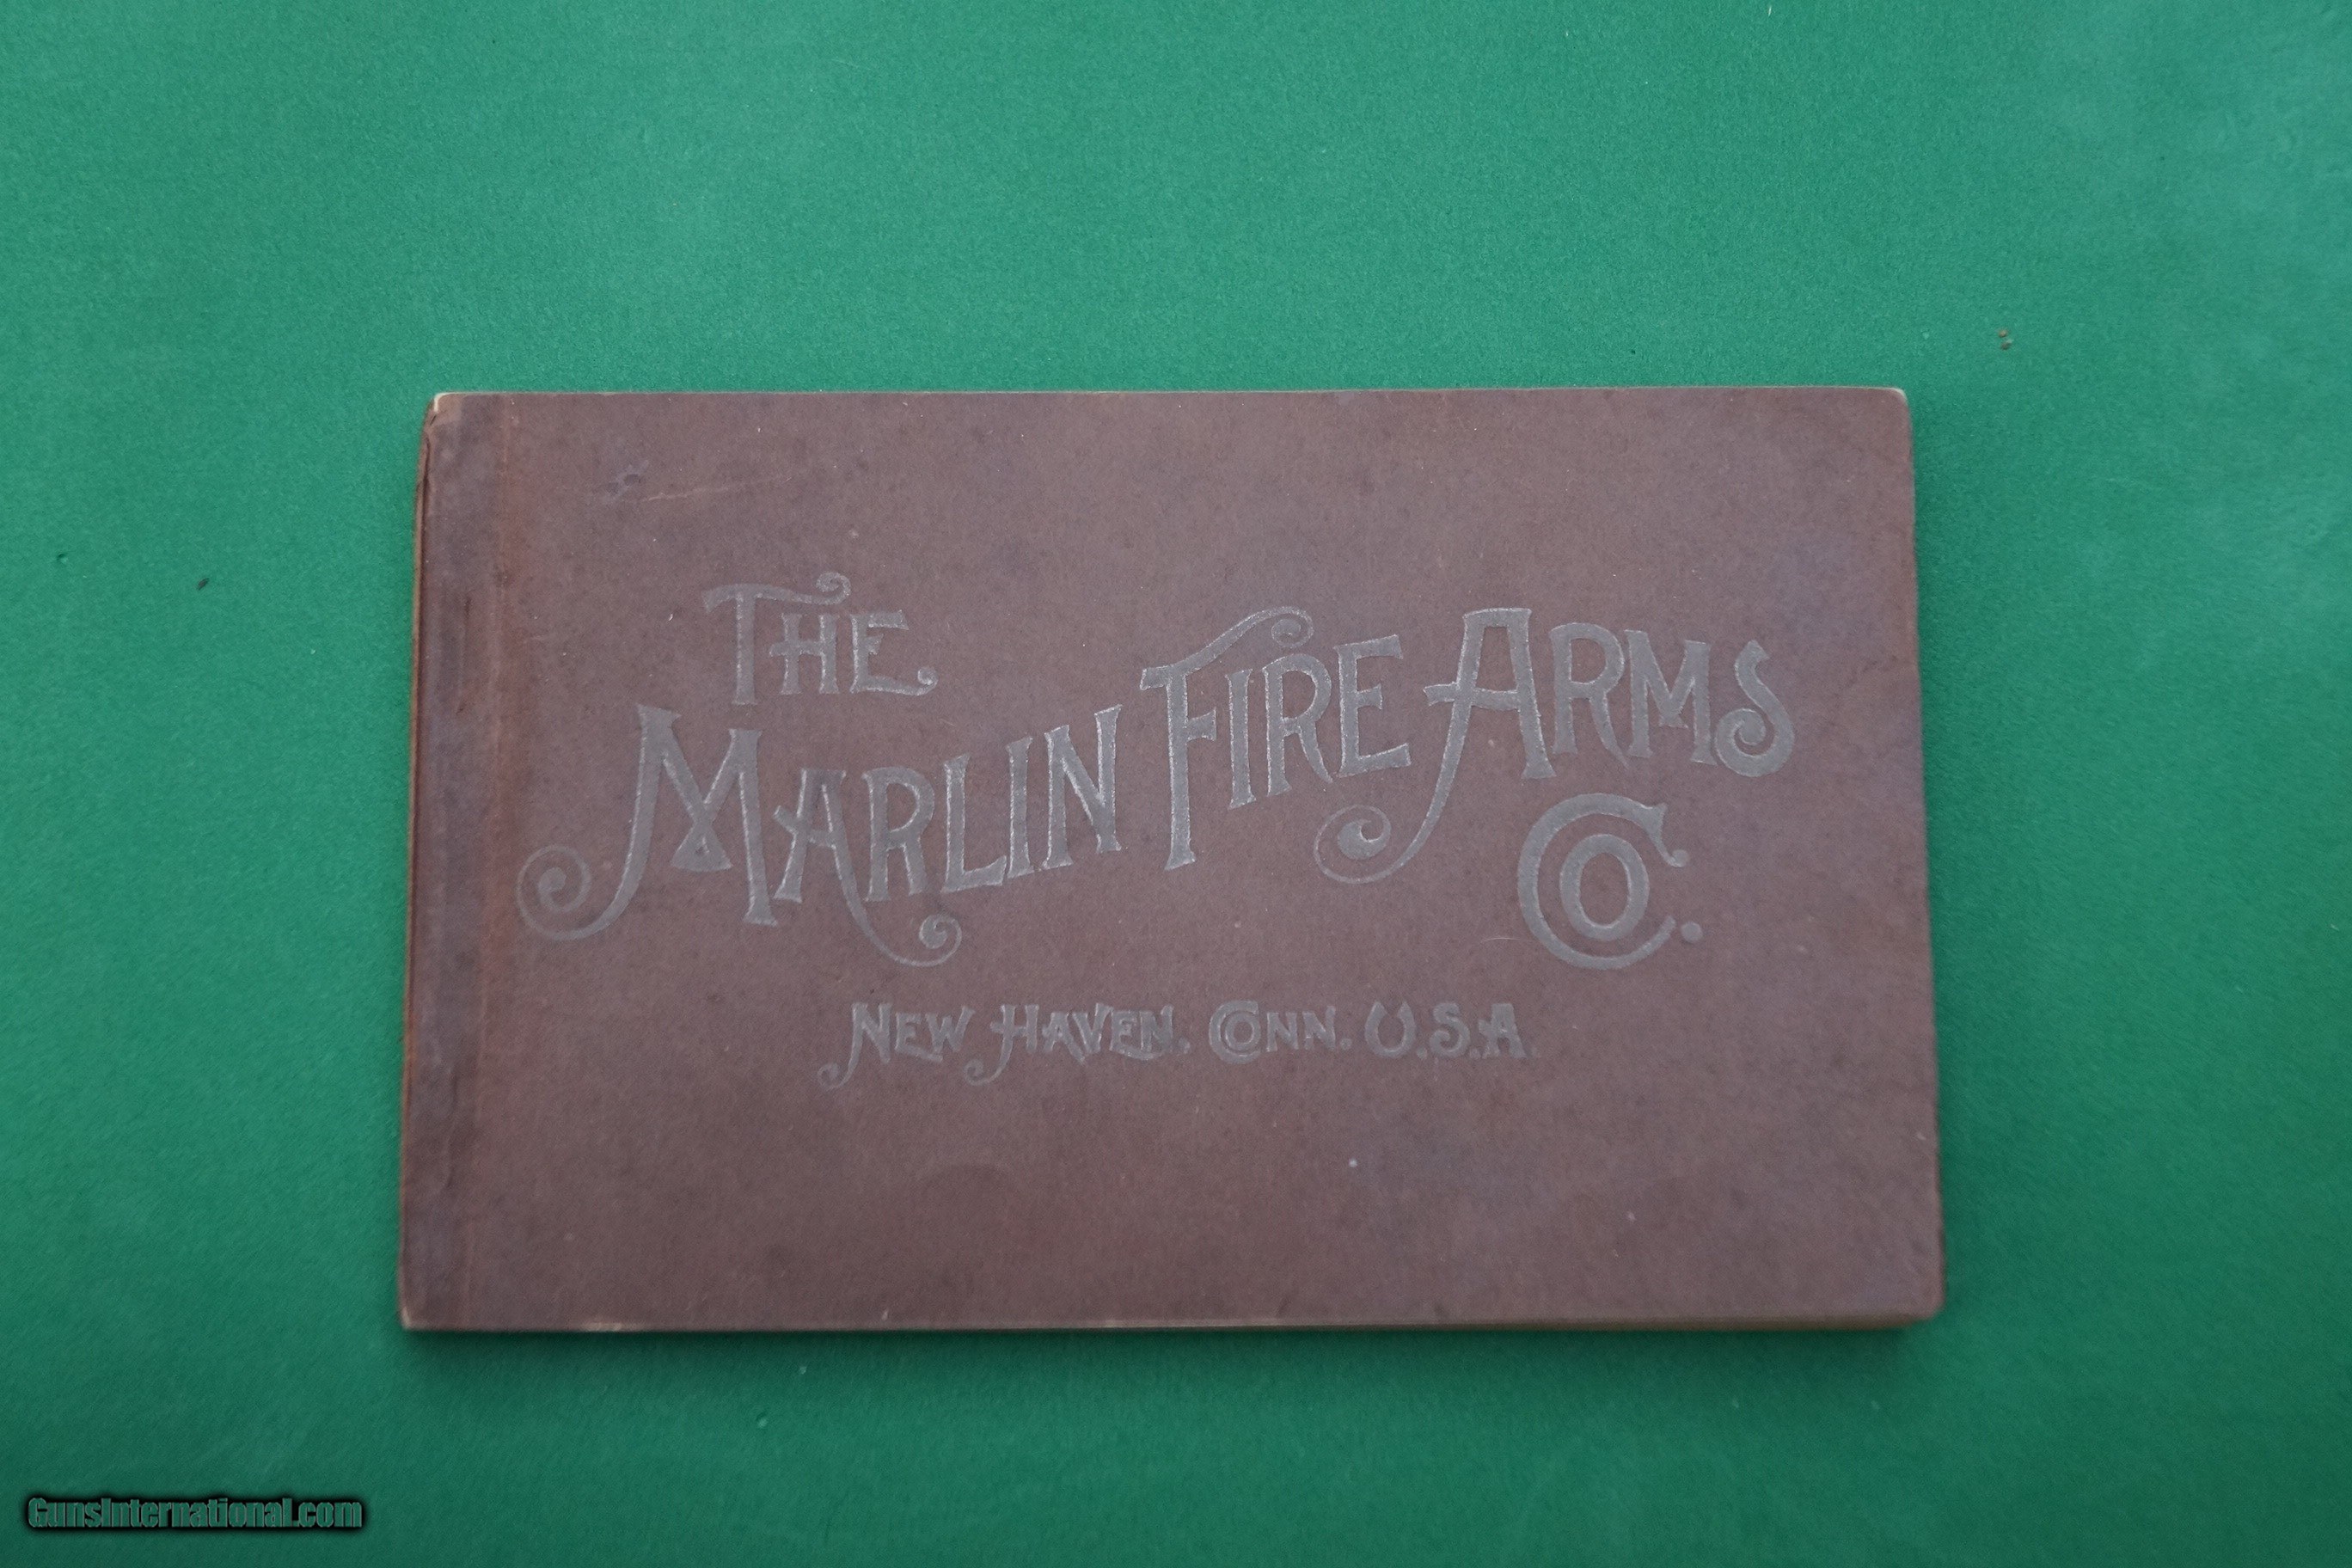 THE
MARLIN FIRE ARMS
CO.
NEW HAVEN. CONN. U.S.A.
GunsInternational.com